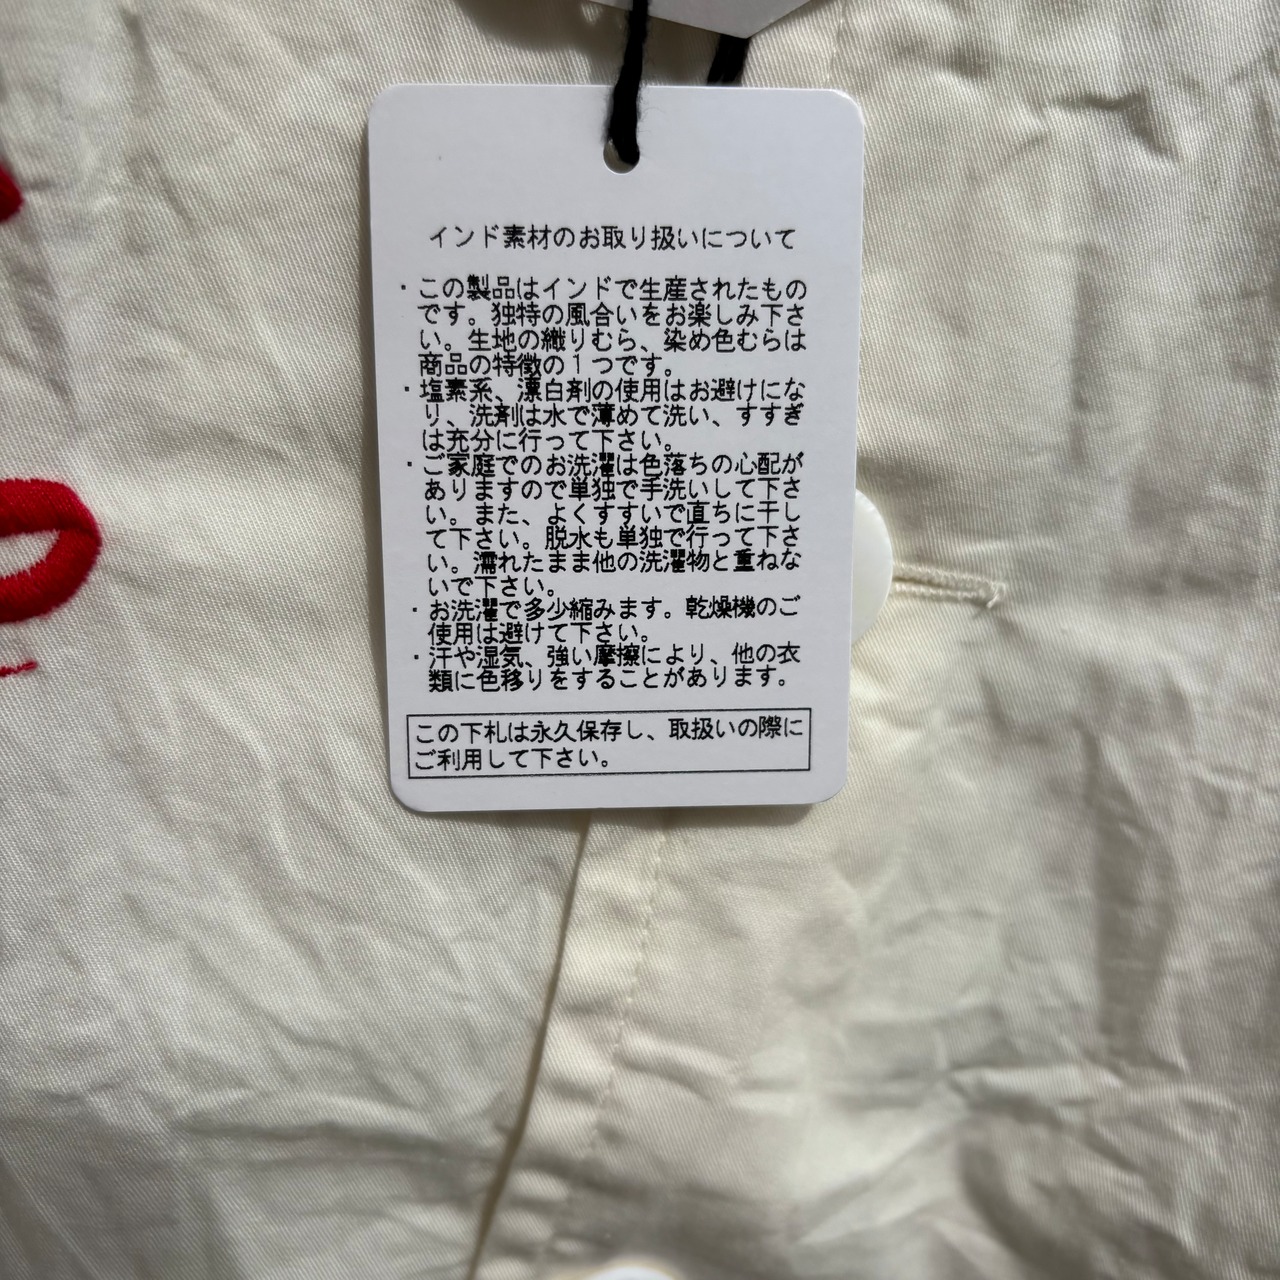 インド素材のお取り扱いについて
・この製品はインドで生産されたもの
です。独特の風合いをお楽しみ下さ
い。生地の織りむら、染め色むらは
商品の特徴の1つです。
・塩素系、漂白剤の使用はお避けにな
り、洗剤は水で薄めて洗い、すすぎ
は充分に行って下さい。
・ご家庭でのお洗濯は色落ちの心配が
ありますので単独で手洗いして下さ
い。また、よくすすいで直ちに干し
て下さい。脱水も単独で行って下さ
い。濡れたまま他の洗濯物と重ねな
いで下さい。
・お洗濯で多少縮みます。乾燥機のご
使用は避けて下さい。
・汗や湿気、強い摩擦により、他の衣
類に色移りをすることがあります。
この下札は永久保存し、取扱いの際に
ご利用して下さい。